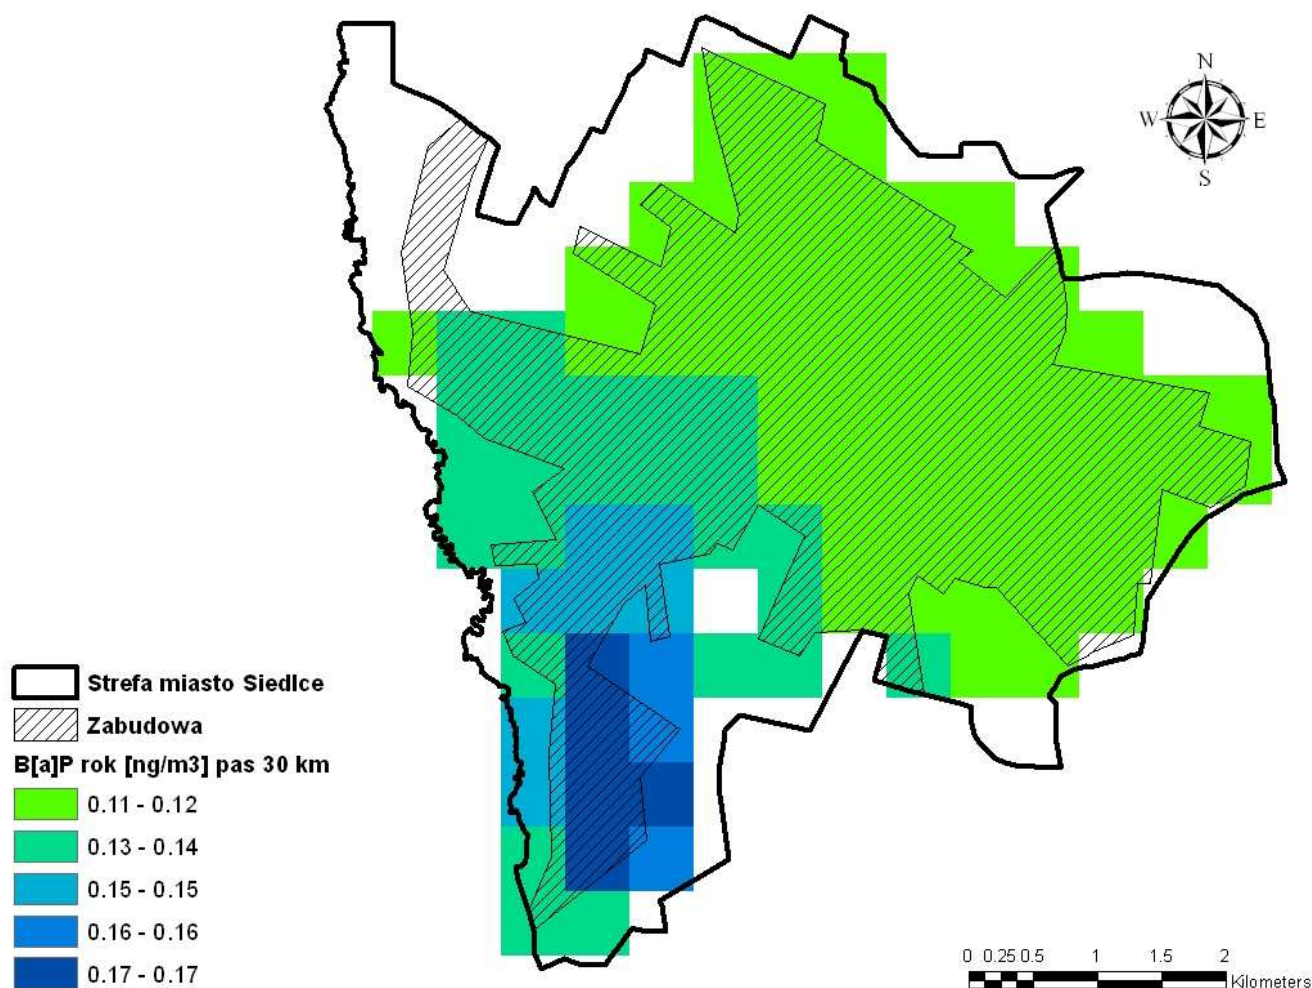 N
W E
S
Strefa miasto Siedlce
Zabudowa
B[a]P rok [ng/m3] pas 30 km
0.11 - 0.12
0.13 - 0.14
0.15 - 0.15
0.16 - 0.16
0.17 - 0.17
0 0.25 0.5 1 1.5 2
Kilometers